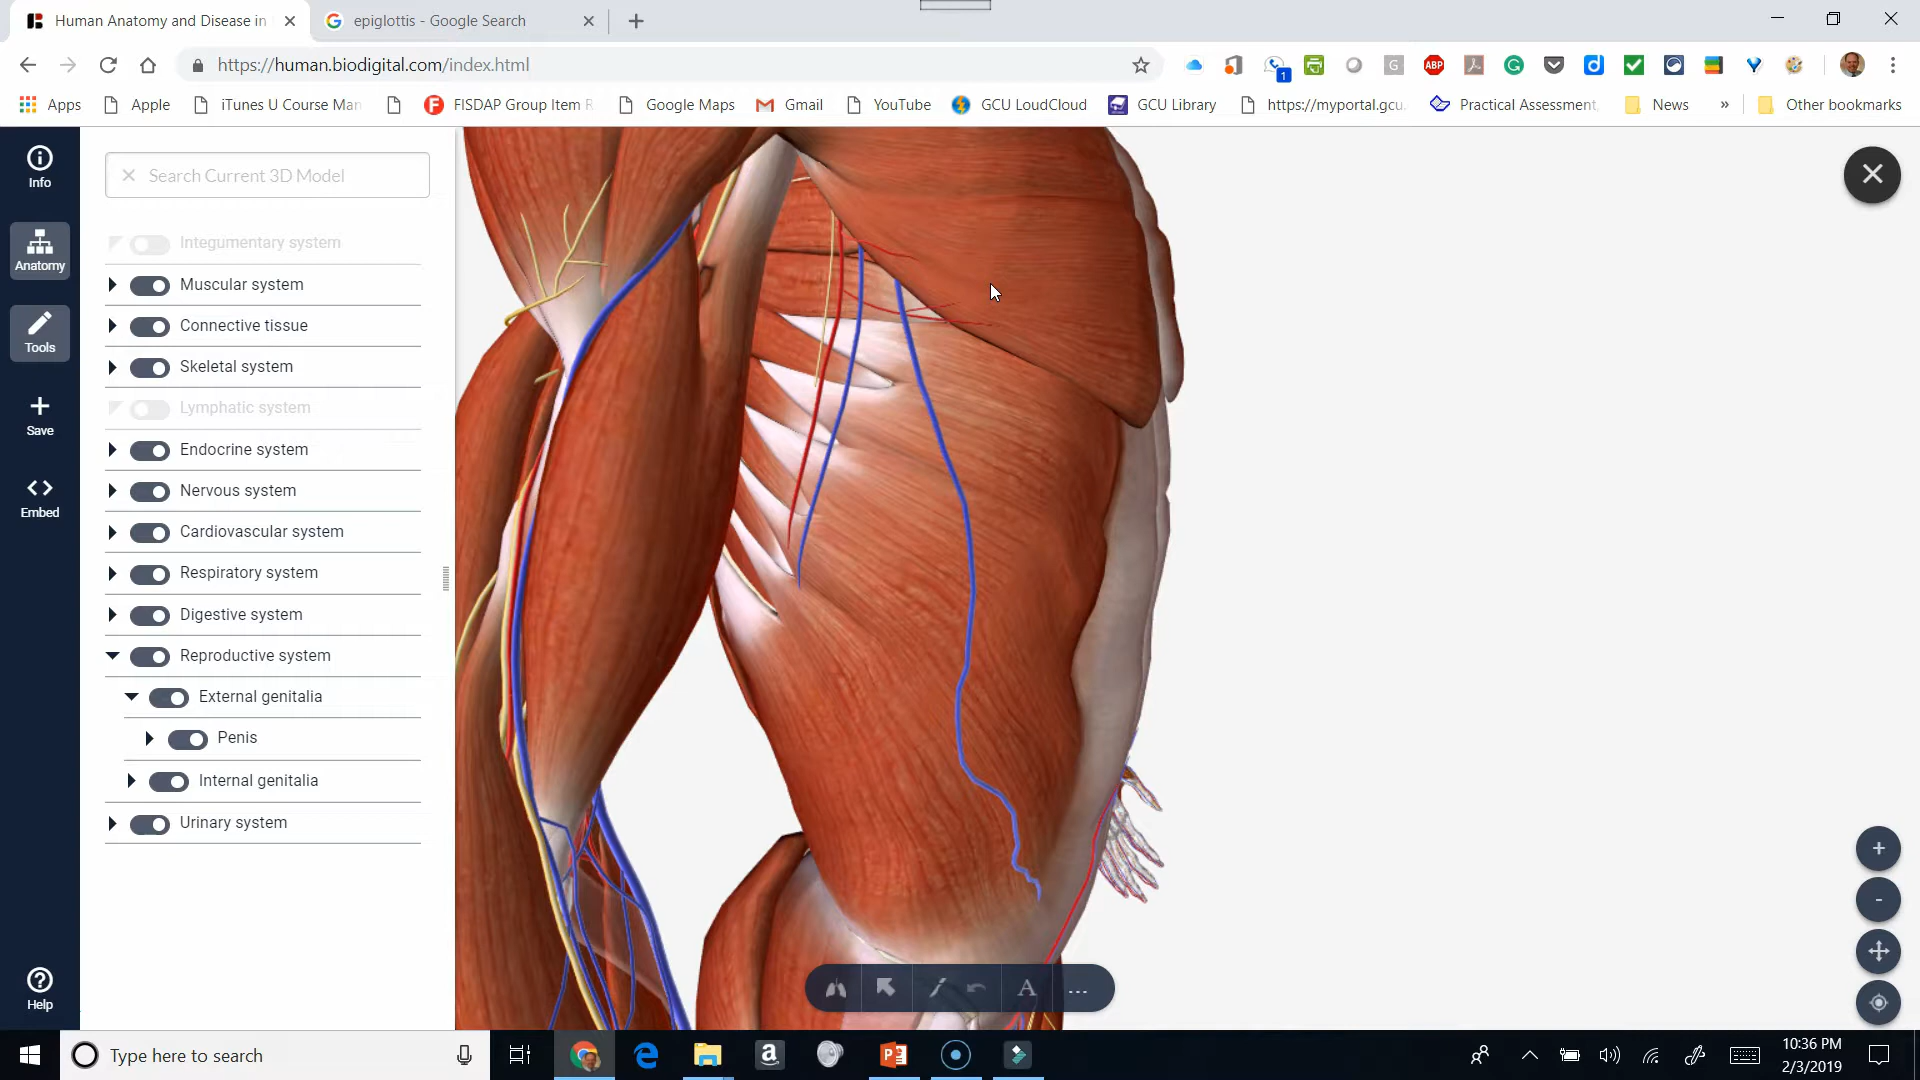 Human Anatomy and Disease in
epiglottis - Google Search
https://human.biodigital.com/index.html
ABP
G
1
Apps
Apple
iTunes U Course Man
FISDAP Group Item R
Google Maps
Gmail
YouTube
GCU LoudCloud
GCU Library
https://myportal.gcu.
Practical Assessment,
News
»
Other bookmarks
Info
Anatomy
Tools
Save
Embed
Help
Search Current 3D Model
Integumentary system
Muscular system
Connective tissue
Skeletal system
Lymphatic system
Endocrine system
Nervous system
Cardiovascular system
Respiratory system
Digestive system
Reproductive system
External genitalia
Penis
Internal genitalia
Urinary system
A
...
Type here to search
10:36 PM
2/3/2019